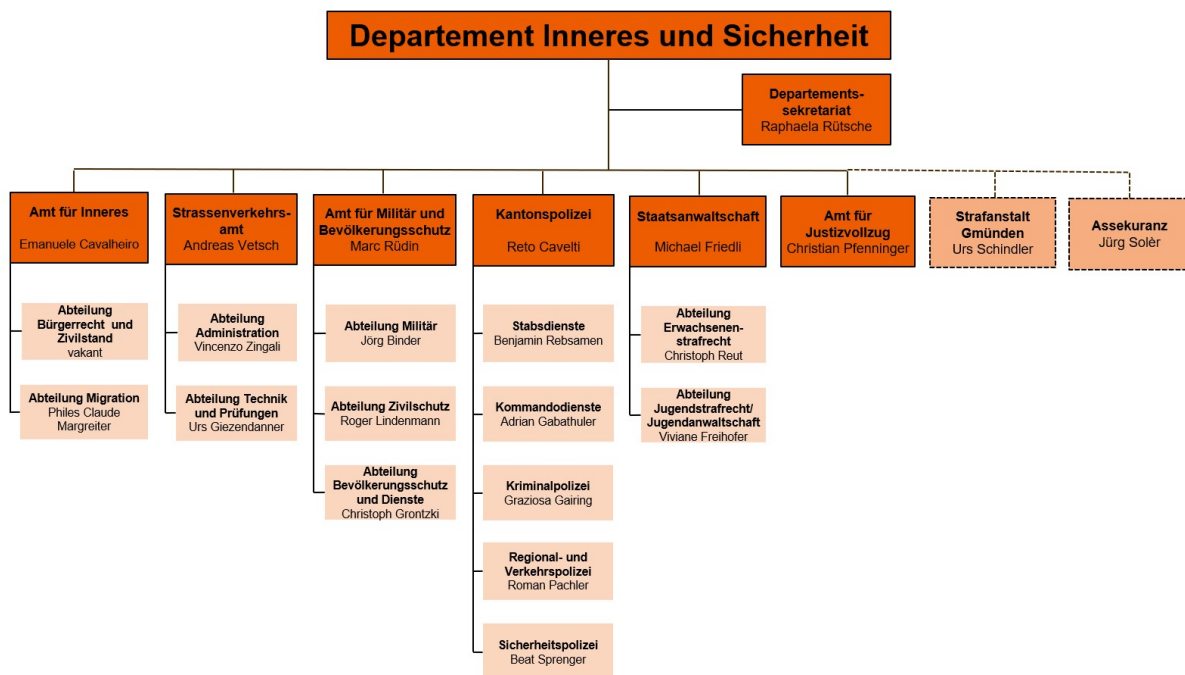 Departement Inneres und Sicherheit
Departements-
sekretariat
Raphaela Rütsche
Amt für Inneres
Emanuele Cavalheiro
Strassenverkehrs-
amt
Andreas Vetsch
Amt für Militär und
Bevölkerungsschutz
Marc Rüdin
Kantonspolizei
Reto Cavelti
Staatsanwaltschaft
Michael Friedli
Amt für
Justizvollzug
Christian Pfenninger
Strafanstalt
Gmünden
Urs Schindler
Assekuranz
Jürg Solèr
Abteilung
Bürgerrecht und
Zivilstand
vakant
Abteilung Migration
Philes Claude
Margreiter
Abteilung
Administration
Vincenzo Zingali
Abteilung Technik
und Prüfungen
Urs Giezendanner
Abteilung Militär
Jörg Binder
Abteilung Zivilschutz
Roger Lindenmann
Abteilung
Bevölkerungsschutz
und Dienste
Christoph Grontzki
Stabsdienste
Benjamin Rebsamen
Kommandodienste
Adrian Gabathuler
Kriminalpolizei
Graziosa Gairing
Regional- und
Verkehrspolizei
Roman Pachler
Sicherheitspolizei
Beat Sprenger
Abteilung
Erwachsenen-
strafrecht
Christoph Reut
Abteilung
Jugendstrafrecht/
Jugendanwaltschaft
Viviane Freihofer